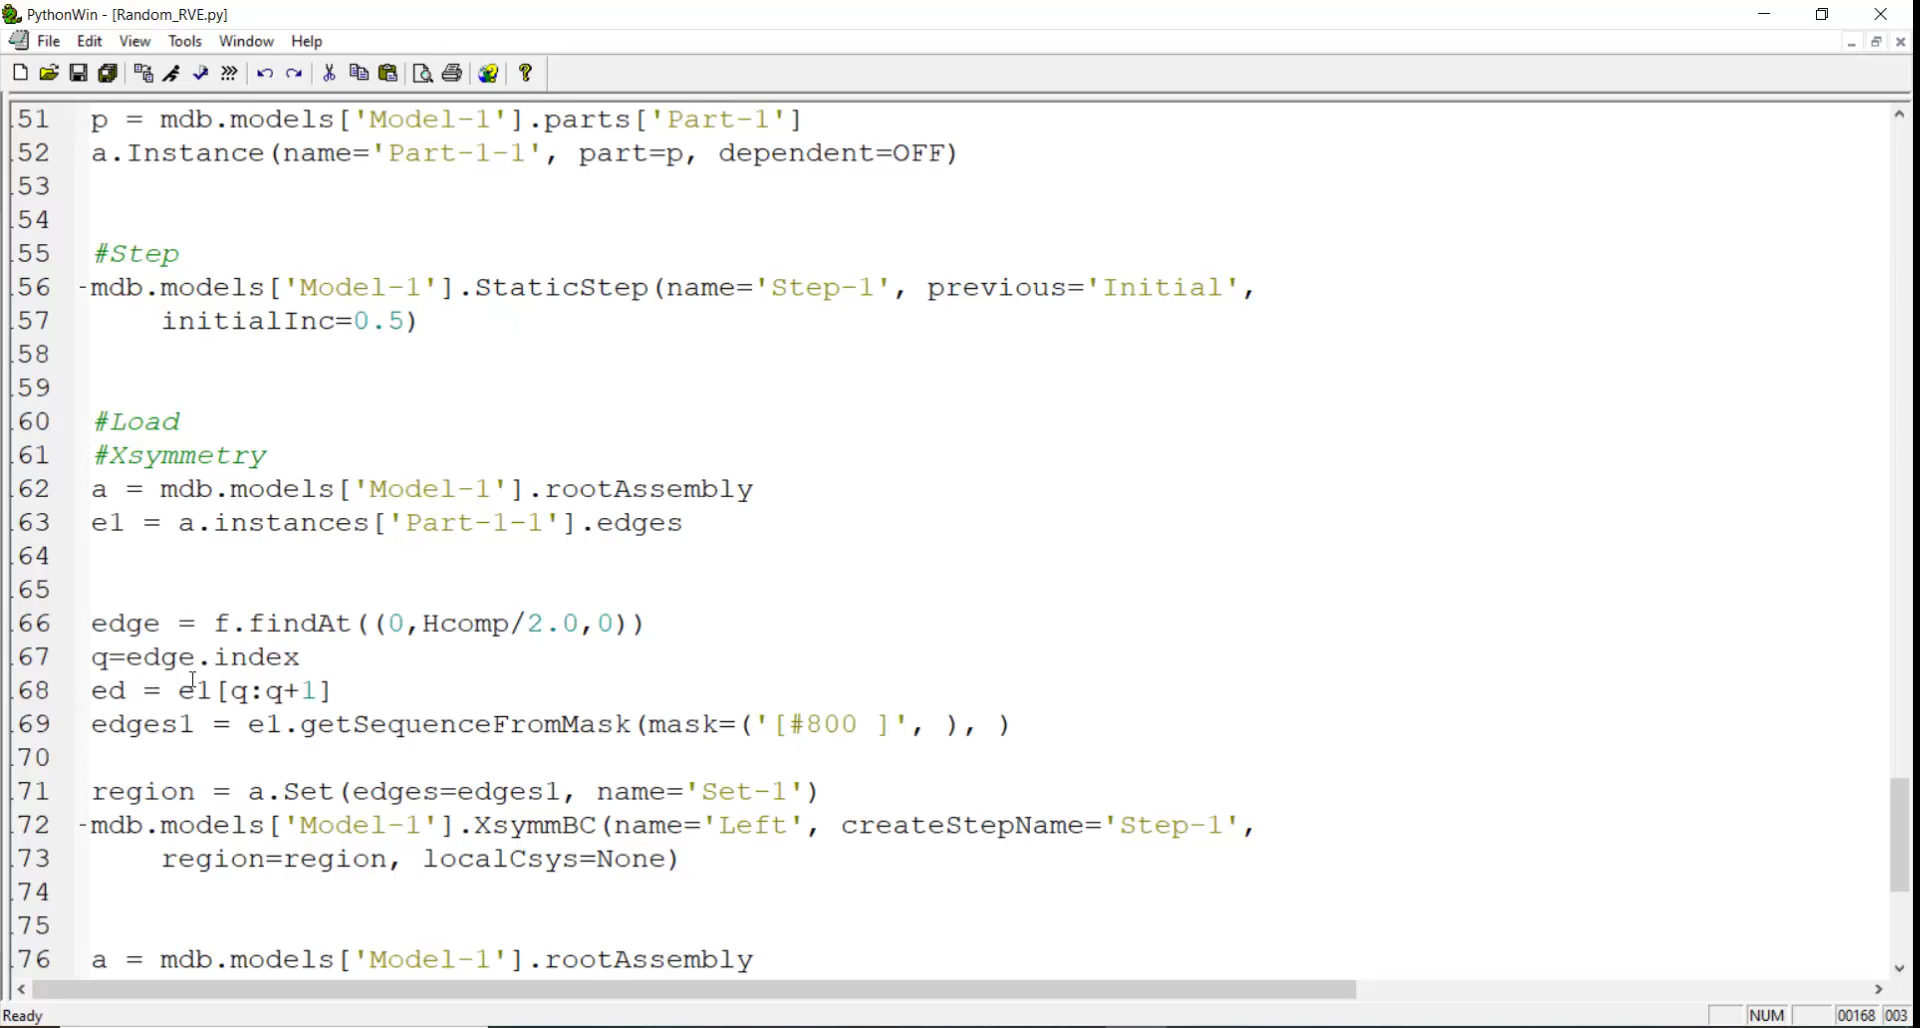 PythonWin - [Random_RVE.py]
File Edit View Tools Window Help
51 p = mdb.models['Model-1'].parts['Part-1']
52 a.Instance(name='Part-1-1', part=p, dependent=OFF)
53
54
55 #Step
56 -mdb.models['Model-1'].StaticStep(name='Step-1', previous='Initial',
57 initialInc=0.5)
58
59
60 #Load
61 #Xsymmetry
62 a = mdb.models['Model-1'].rootAssembly
63 e1 = a.instances['Part-1-1'].edges
64
65
66 edge = f.findAt((0,Hcomp/2.0,0))
67 q=edge.index
68 ed = e1[q:q+1]
69 edges1 = e1.getSequenceFromMask(mask=('[#800 ]', ), )
70
71 region = a.Set(edges=edges1, name='Set-1')
72 -mdb.models['Model-1'].XsymmBC(name='Left', createStepName='Step-1',
73 region=region, localCsys=None)
74
75
76 a = mdb.models['Model-1'].rootAssembly
Ready NUM 00168 003